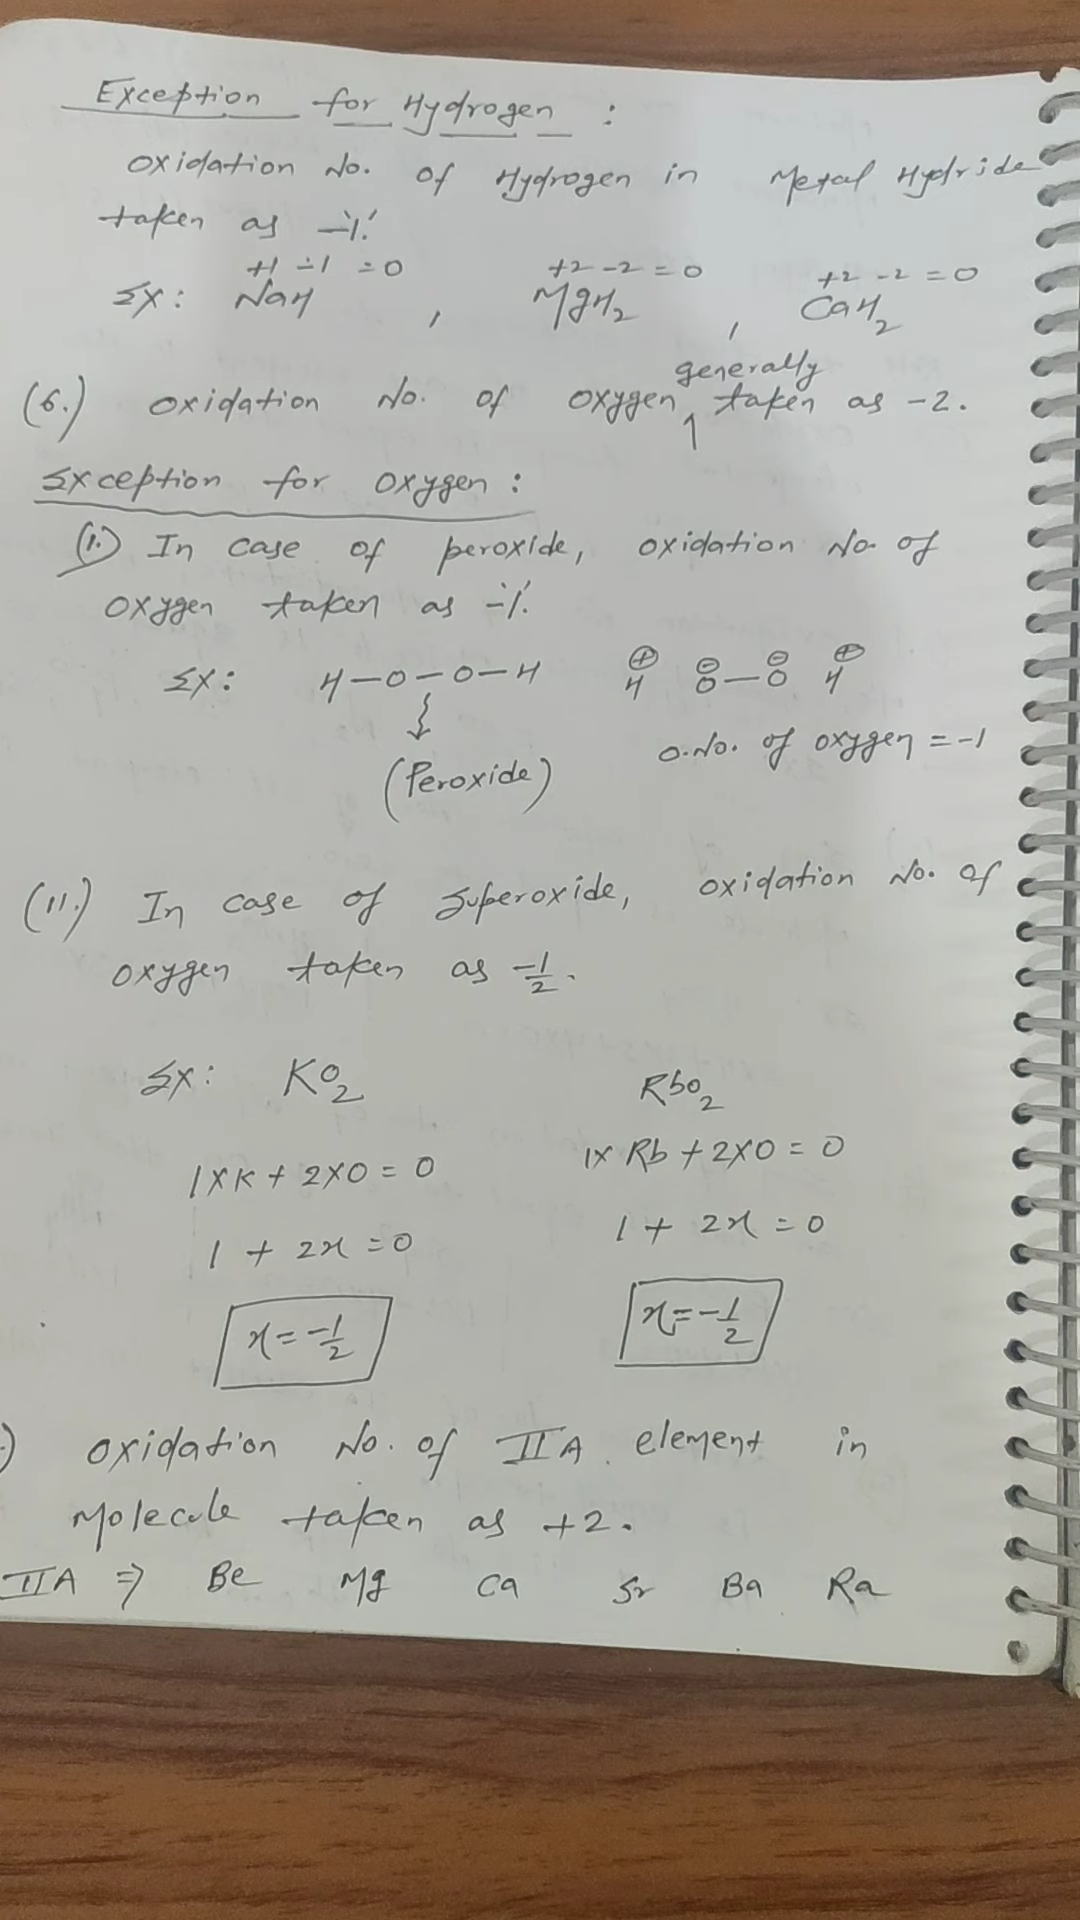 Exception for Hydrogen :
oxidation No. of Hydrogen in Metal Hydride
taken as '-1'.
+1 -1 = 0 +2 -2 = 0 +2 -2 = 0
Ex: NaH , MgH₂ , CaH₂
generally
(6.) oxidation No. of oxygen taken as -2.
Exception for oxygen :
(1.) In case of peroxide, oxidation No. of
oxygen taken as '-1'.
Ex: H-O-O-H H⊕ O⊖-O⊖ H⊕
O.No. of oxygen = -1
(Peroxide)
(11.) In case of superoxide, oxidation No. of
oxygen taken as -1/2.
Ex: KO₂ RbO₂
1×K + 2×O = 0 1×Rb + 2×O = 0
1 + 2x = 0 1 + 2x = 0
x = -1/2 x = -1/2
.) oxidation No. of IIA element in
Molecule taken as +2.
IIA ⇒ Be Mg Ca Sr Ba Ra